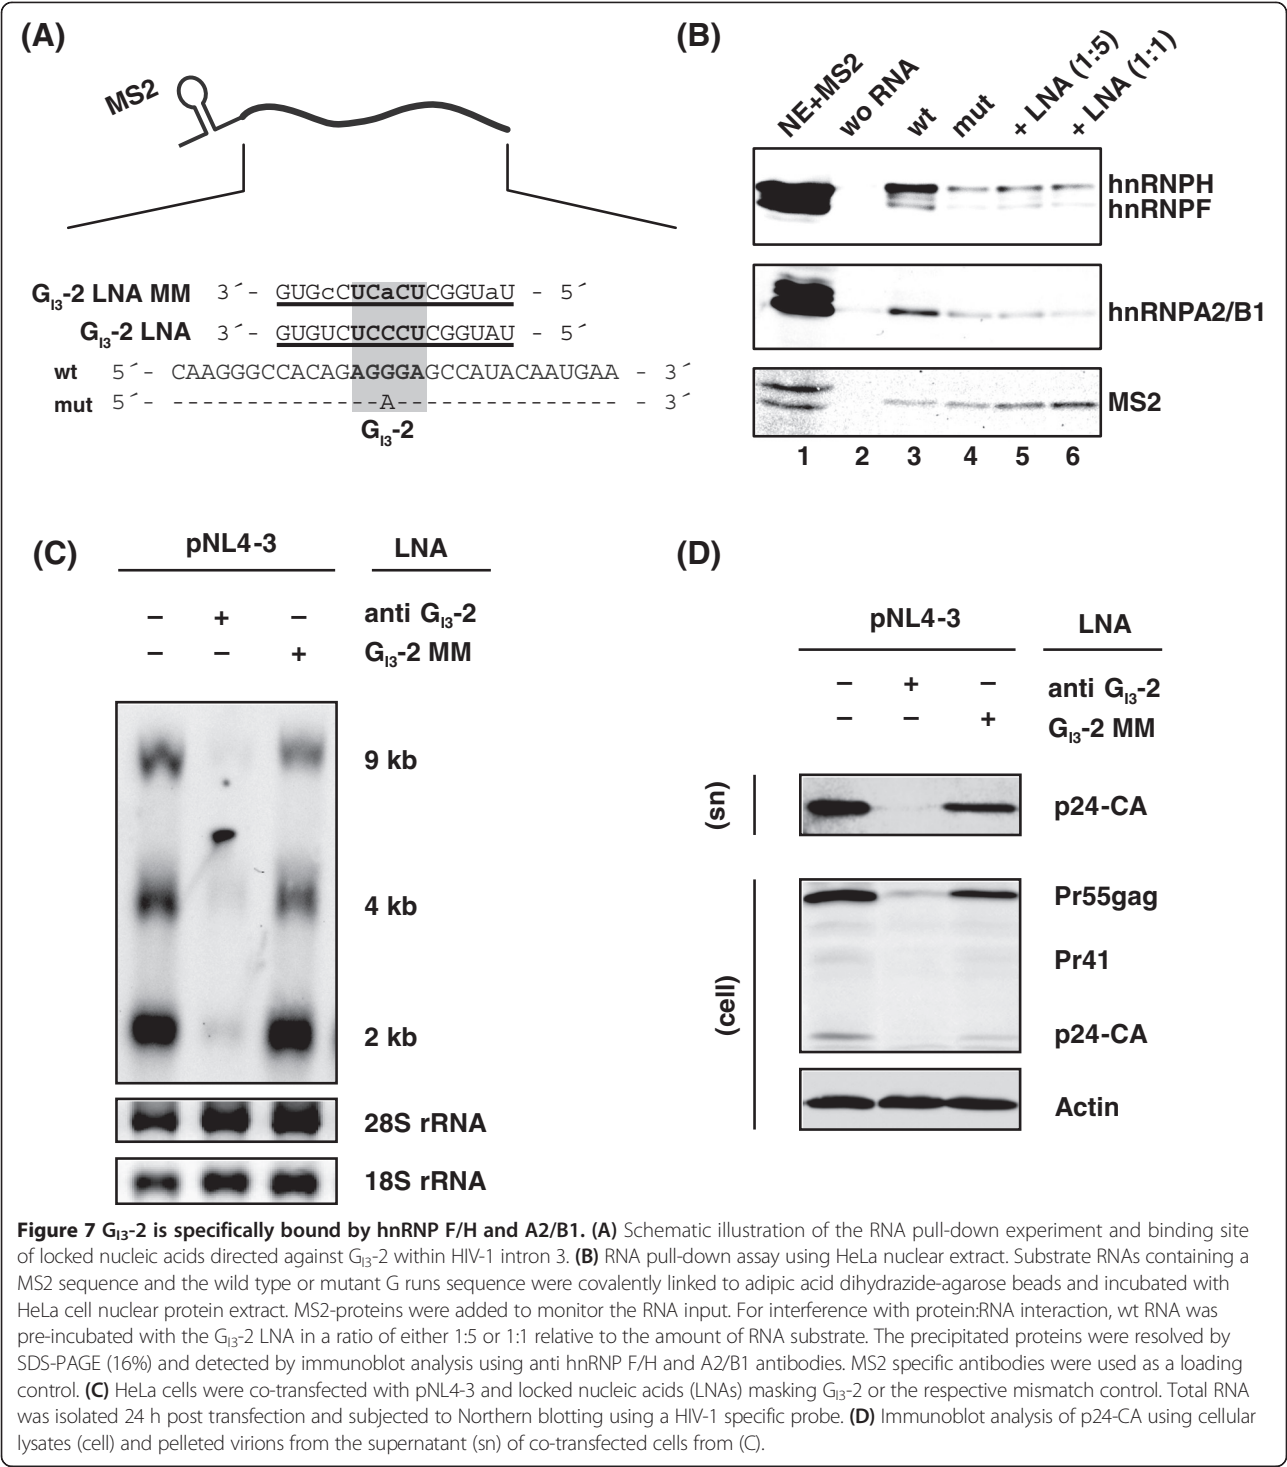 (A)
MS2
G_I3-2 LNA MM 3´- GUGcCUCaCUCGGUaU - 5´
G_I3-2 LNA 3´- GUGUCUCCCUCGGUAU - 5´
wt 5´- CAAGGGCCACAGAGGGAGCCAUACAAUGAA - 3´
mut 5´- --------------A--------------- - 3´
G_I3-2
(B)
NE+MS2 wo RNA wt mut + LNA (1:5) + LNA (1:1)
hnRNPH
hnRNPF
hnRNPA2/B1
MS2
1 2 3 4 5 6
(C)
pNL4-3 LNA
– + – anti G_I3-2
– – + G_I3-2 MM
9 kb
4 kb
2 kb
28S rRNA
18S rRNA
(D)
pNL4-3 LNA
– + – anti G_I3-2
– – + G_I3-2 MM
(sn)
p24-CA
(cell)
Pr55gag
Pr41
p24-CA
Actin
Figure 7 G_I3-2 is specifically bound by hnRNP F/H and A2/B1. (A) Schematic illustration of the RNA pull-down experiment and binding site
of locked nucleic acids directed against G_I3-2 within HIV-1 intron 3. (B) RNA pull-down assay using HeLa nuclear extract. Substrate RNAs containing a
MS2 sequence and the wild type or mutant G runs sequence were covalently linked to adipic acid dihydrazide-agarose beads and incubated with
HeLa cell nuclear protein extract. MS2-proteins were added to monitor the RNA input. For interference with protein:RNA interaction, wt RNA was
pre-incubated with the G_I3-2 LNA in a ratio of either 1:5 or 1:1 relative to the amount of RNA substrate. The precipitated proteins were resolved by
SDS-PAGE (16%) and detected by immunoblot analysis using anti hnRNP F/H and A2/B1 antibodies. MS2 specific antibodies were used as a loading
control. (C) HeLa cells were co-transfected with pNL4-3 and locked nucleic acids (LNAs) masking G_I3-2 or the respective mismatch control. Total RNA
was isolated 24 h post transfection and subjected to Northern blotting using a HIV-1 specific probe. (D) Immunoblot analysis of p24-CA using cellular
lysates (cell) and pelleted virions from the supernatant (sn) of co-transfected cells from (C).